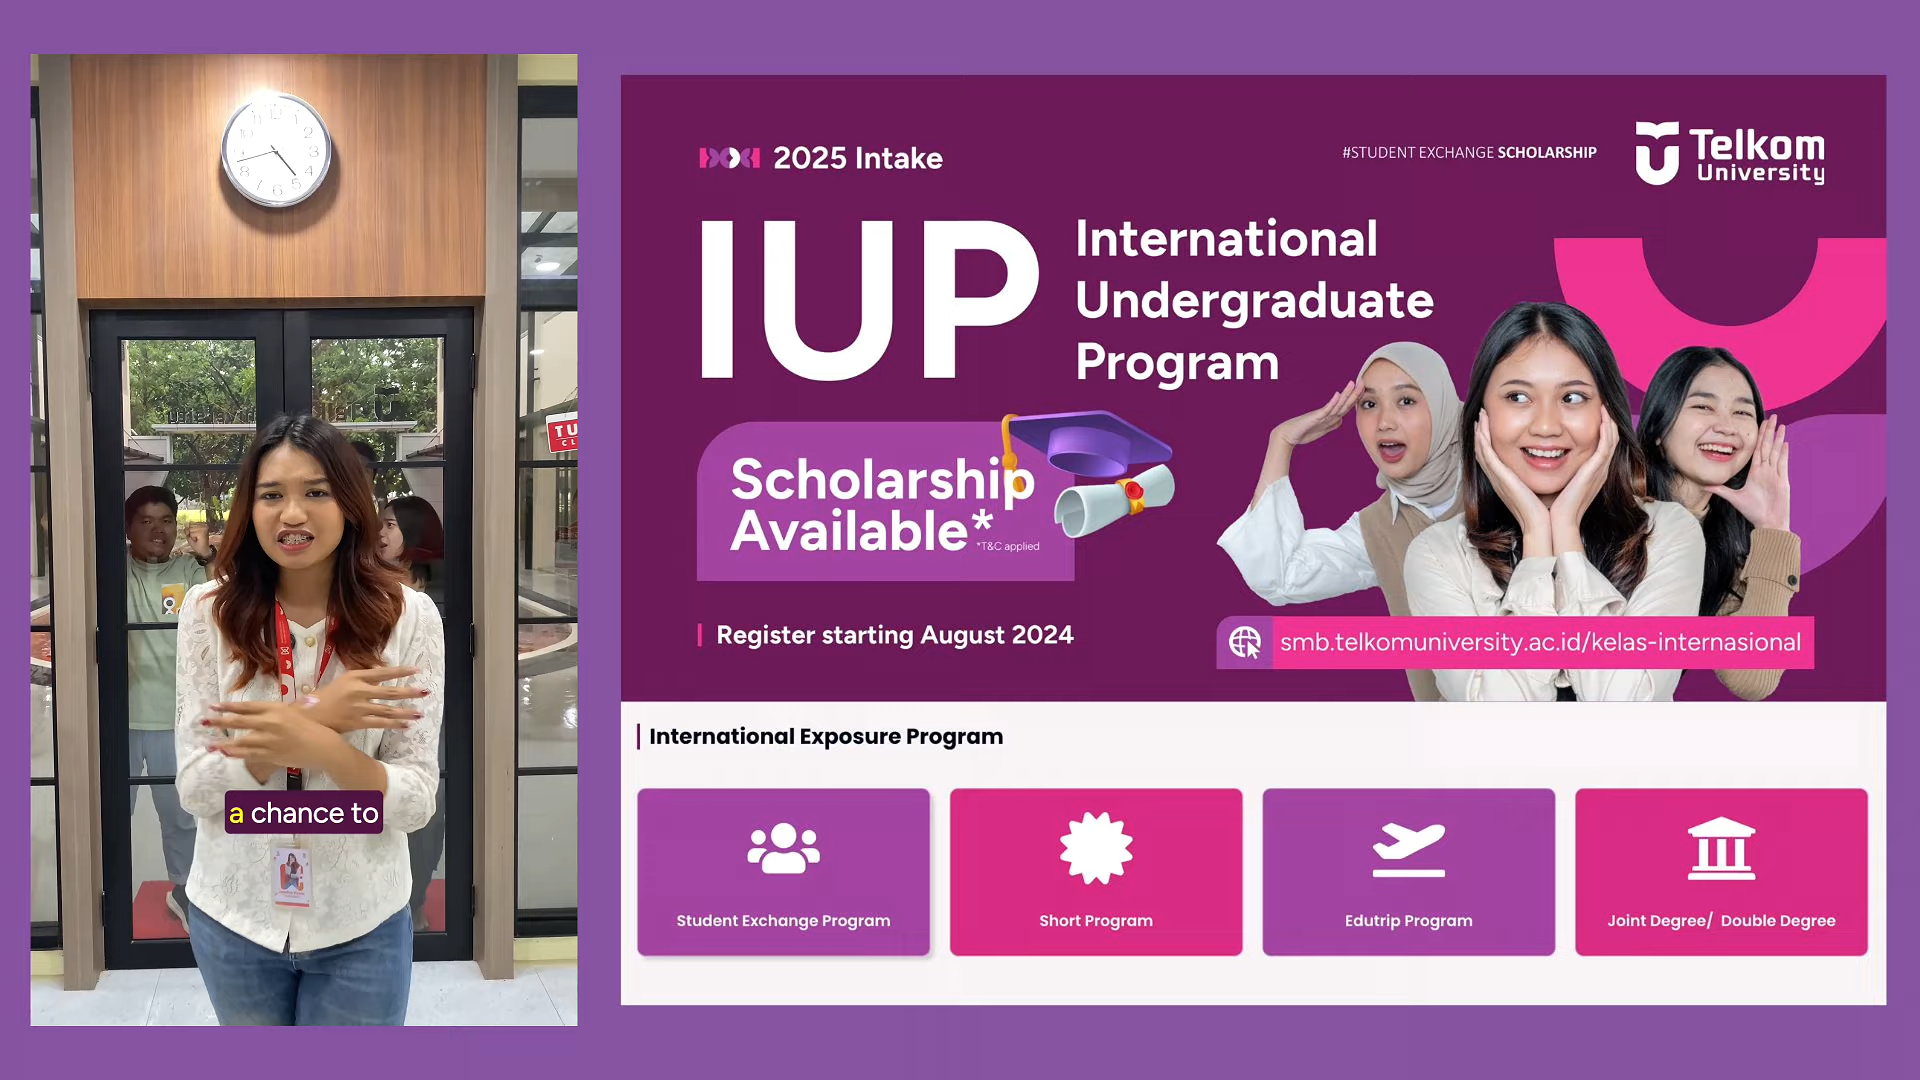 TU
CL
a chance to
2025 Intake
#STUDENT EXCHANGE SCHOLARSHIP
Telkom
University
IUP
International
Undergraduate
Program
Scholarship
Available*
*T&C applied
Register starting August 2024
smb.telkomuniversity.ac.id/kelas-internasional
International Exposure Program
Student Exchange Program
Short Program
Edutrip Program
Joint Degree/ Double Degree